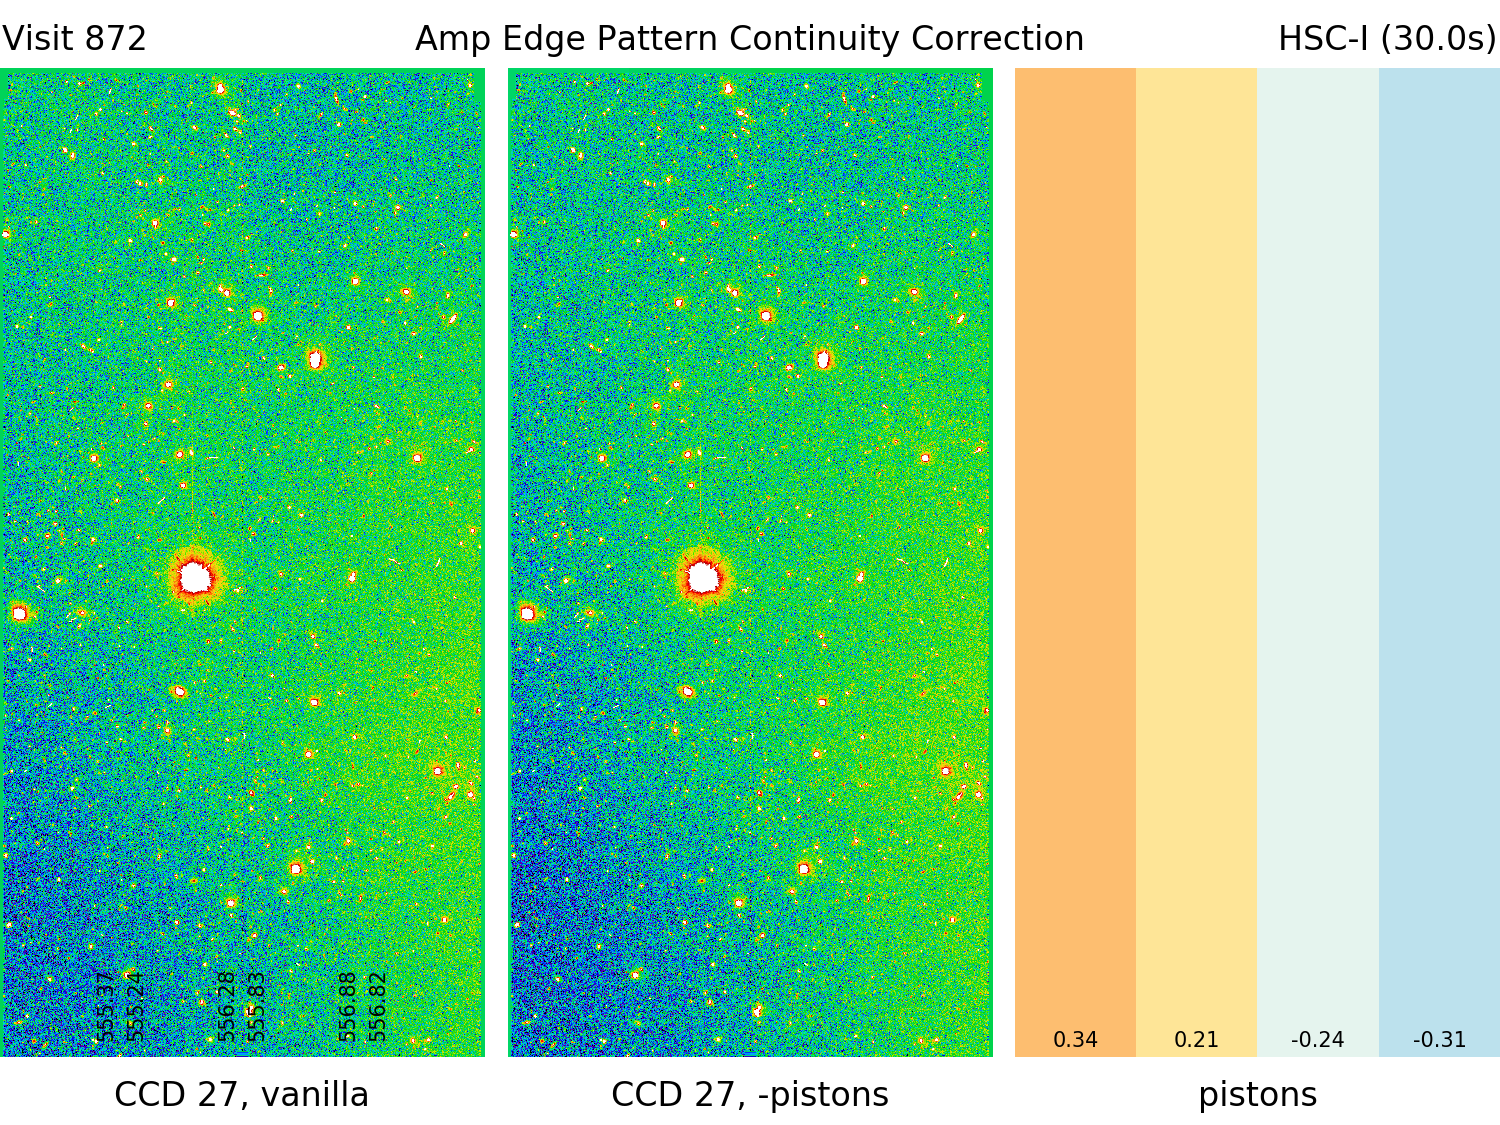 Visit 872
Amp Edge Pattern Continuity Correction
HSC-I (30.0s)
555.37
555.24
556.28
555.83
556.88
556.82
0.34
0.21
-0.24
-0.31
CCD 27, vanilla
CCD 27, -pistons
pistons